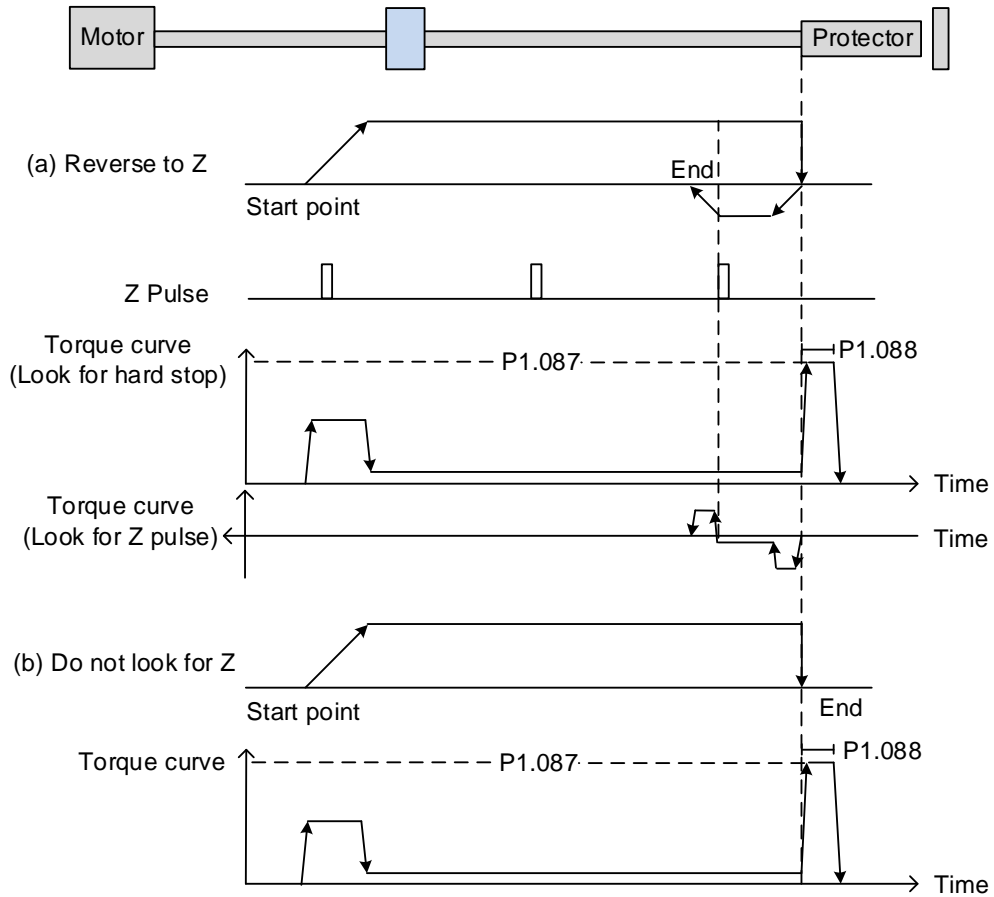 Motor
Protector
(a) Reverse to Z
End
Start point
Z Pulse
Torque curve
(Look for hard stop)
P1.087
P1.088
Time
Torque curve
(Look for Z pulse)
Time
(b) Do not look for Z
Start point
End
Torque curve
P1.087
P1.088
Time